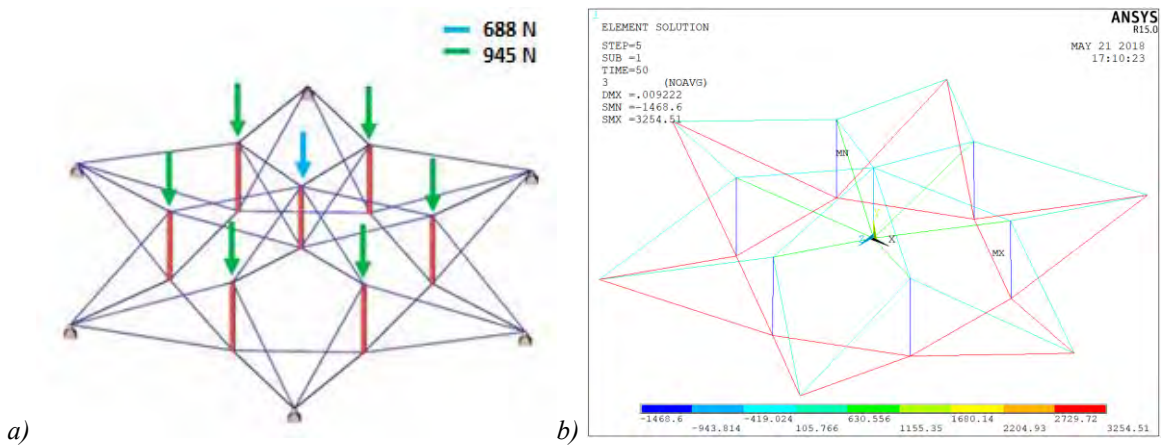 688 N
945 N
a)
1
ELEMENT SOLUTION
STEP=5
SUB =1
TIME=50
3 (NOAVG)
DMX =.009222
SMN =-1468.6
SMX =3254.51
ANSYS
R15.0
MAY 21 2018
17:10:23
MN
X
MX
-1468.6 -419.024 630.556 1680.14 2729.72
-943.814 105.766 1155.35 2204.93 3254.51
b)